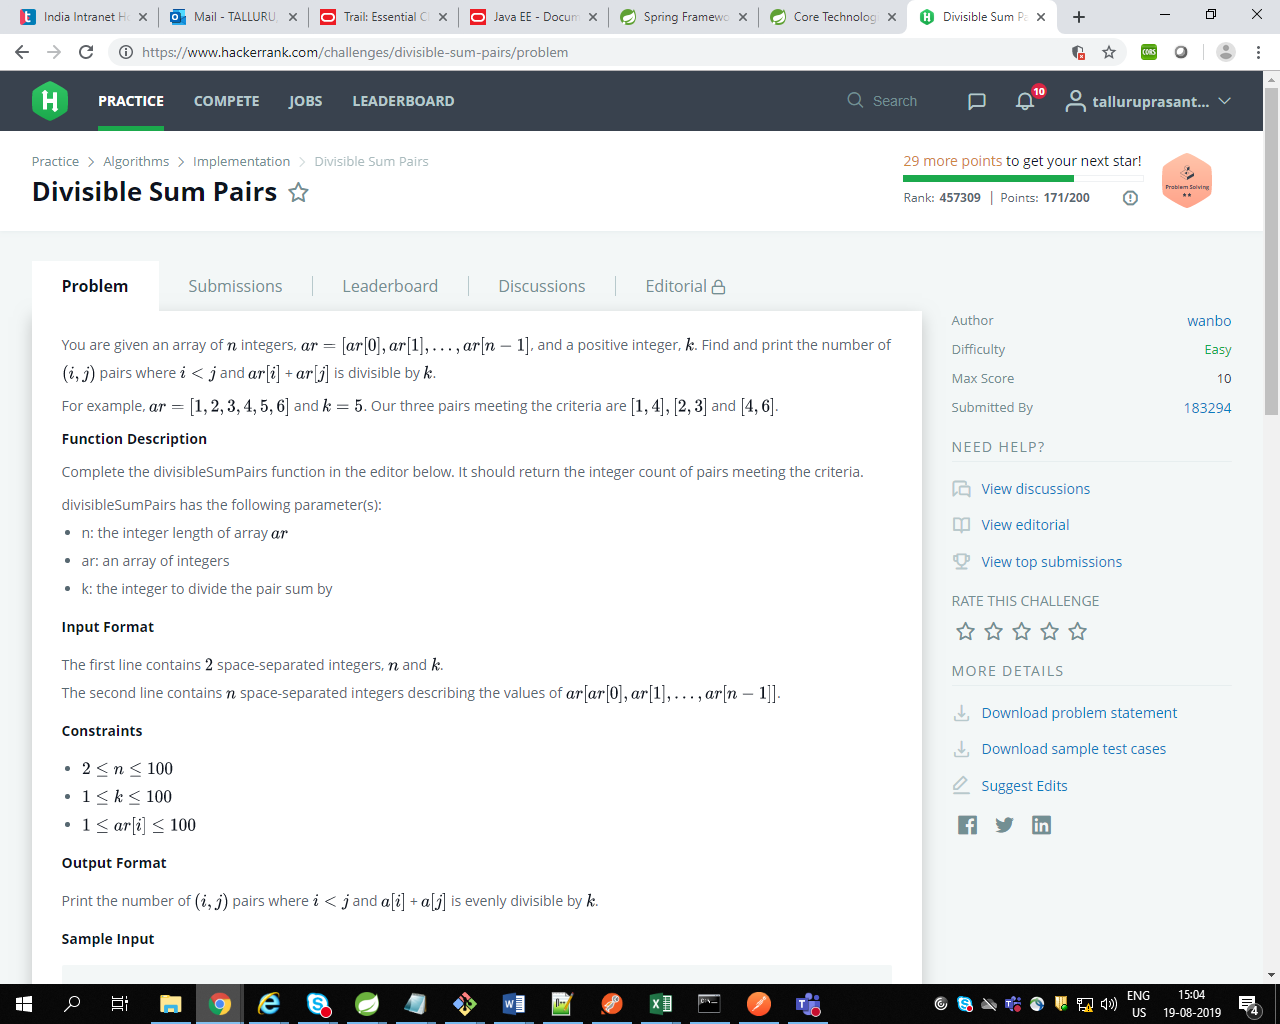 India Intranet Ho
Mail - TALLURU,
Trail: Essential C
Java EE - Docum
Spring Framewo
Core Technolog
Divisible Sum Pa
https://www.hackerrank.com/challenges/divisible-sum-pairs/problem
CORS
H
PRACTICE
COMPETE
JOBS
LEADERBOARD
Search
10
talluruprasant...
Practice > Algorithms > Implementation > Divisible Sum Pairs
Divisible Sum Pairs
29 more points to get your next star!
Rank: 457309 | Points: 171/200
Problem Solving
Problem
Submissions
Leaderboard
Discussions
Editorial
You are given an array of n integers, ar = [ar[0], ar[1], . . . , ar[n − 1], and a positive integer, k. Find and print the number of
(i, j) pairs where i < j and ar[i] + ar[j] is divisible by k.
For example, ar = [1, 2, 3, 4, 5, 6] and k = 5. Our three pairs meeting the criteria are [1, 4], [2, 3] and [4, 6].
Function Description
Complete the divisibleSumPairs function in the editor below. It should return the integer count of pairs meeting the criteria.
divisibleSumPairs has the following parameter(s):
• n: the integer length of array ar
• ar: an array of integers
• k: the integer to divide the pair sum by
Input Format
The first line contains 2 space-separated integers, n and k.
The second line contains n space-separated integers describing the values of ar[ar[0], ar[1], . . . , ar[n − 1]].
Constraints
• 2 ≤ n ≤ 100
• 1 ≤ k ≤ 100
• 1 ≤ ar[i] ≤ 100
Output Format
Print the number of (i, j) pairs where i < j and a[i] + a[j] is evenly divisible by k.
Sample Input
Author wanbo
Difficulty Easy
Max Score 10
Submitted By 183294
NEED HELP?
View discussions
View editorial
View top submissions
RATE THIS CHALLENGE
MORE DETAILS
Download problem statement
Download sample test cases
Suggest Edits
ENG
US
15:04
19-08-2019
4